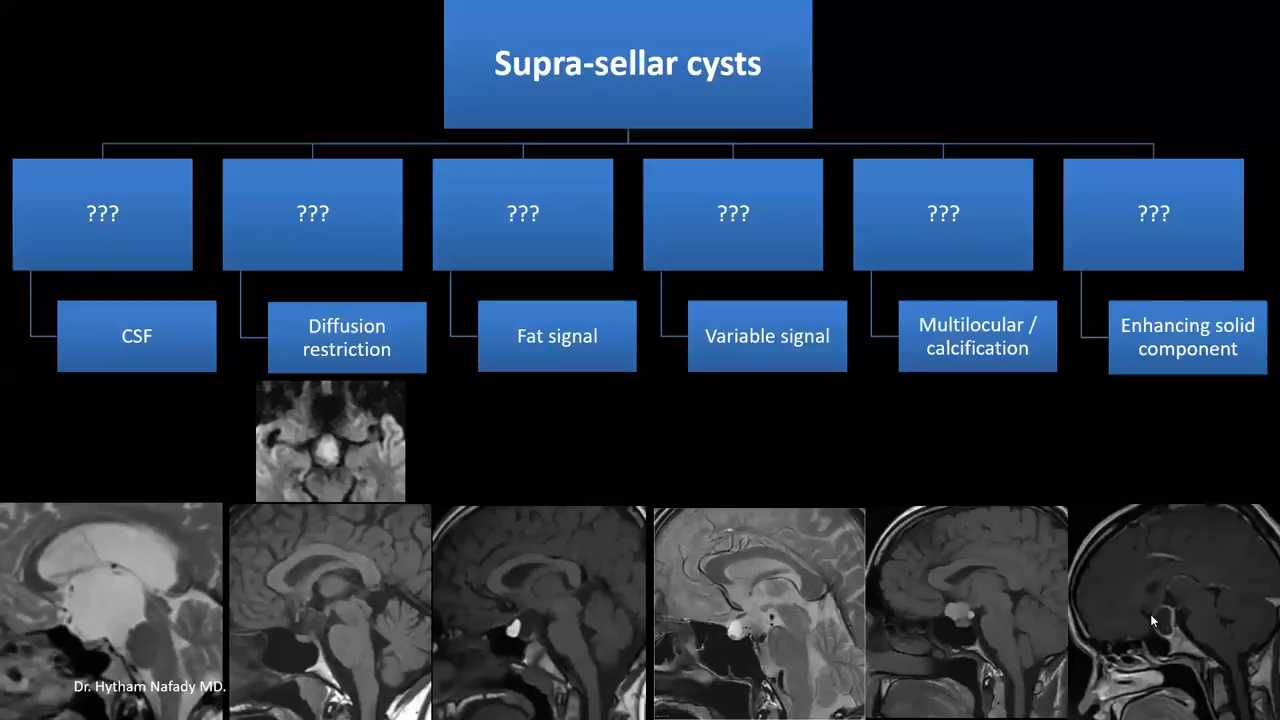 Supra-sellar cysts
???
???
???
???
???
???
CSF
Diffusion
restriction
Fat signal
Variable signal
Multilocular /
calcification
Enhancing solid
component
Dr. Hytham Nafady MD.